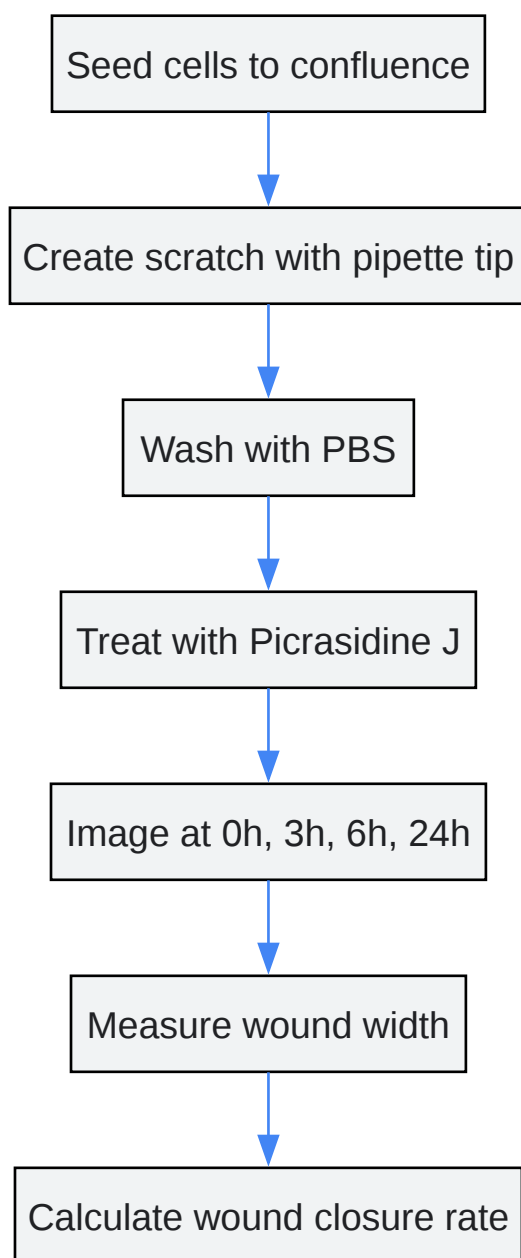 Seed cells to confluence
Create scratch with pipette tip
Wash with PBS
Treat with Picrasidine J
Image at 0h, 3h, 6h, 24h
Measure wound width
Calculate wound closure rate